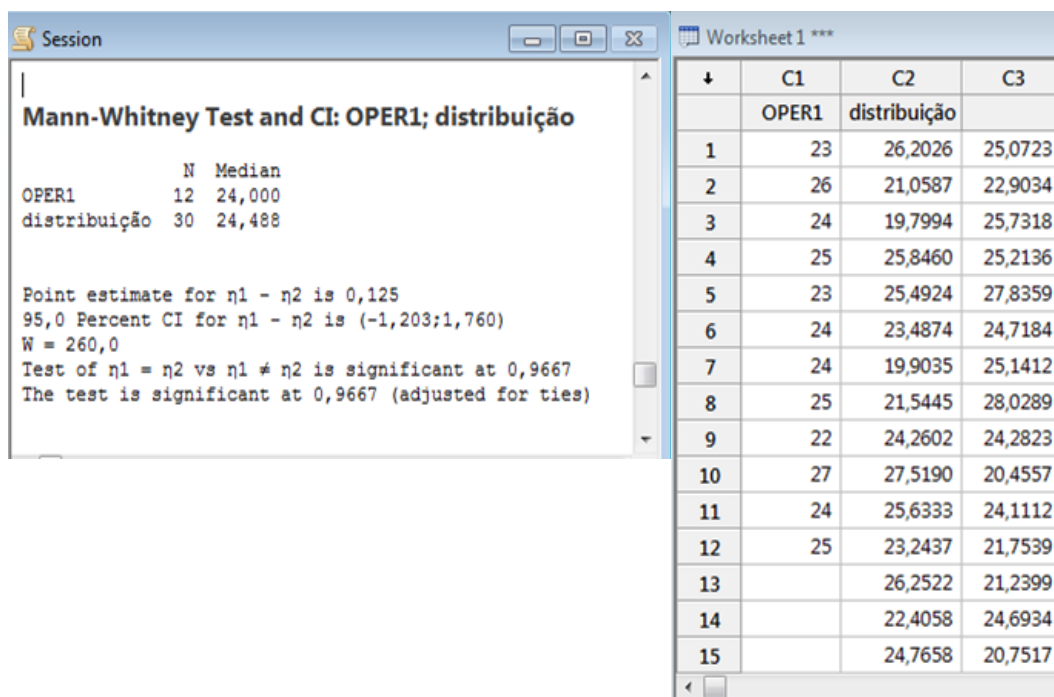 Session
Mann-Whitney Test and CI: OPER1; distribuição
N Median
OPER1 12 24,000
distribuição 30 24,488
Point estimate for η1 - η2 is 0,125
95,0 Percent CI for η1 - η2 is (-1,203;1,760)
W = 260,0
Test of η1 = η2 vs η1 ≠ η2 is significant at 0,9667
The test is significant at 0,9667 (adjusted for ties)
Worksheet 1 ***
C1 C2 C3
OPER1 distribuição
1 23 26,2026 25,0723
2 26 21,0587 22,9034
3 24 19,7994 25,7318
4 25 25,8460 25,2136
5 23 25,4924 27,8359
6 24 23,4874 24,7184
7 24 19,9035 25,1412
8 25 21,5445 28,0289
9 22 24,2602 24,2823
10 27 27,5190 20,4557
11 24 25,6333 24,1112
12 25 23,2437 21,7539
13 26,2522 21,2399
14 22,4058 24,6934
15 24,7658 20,7517